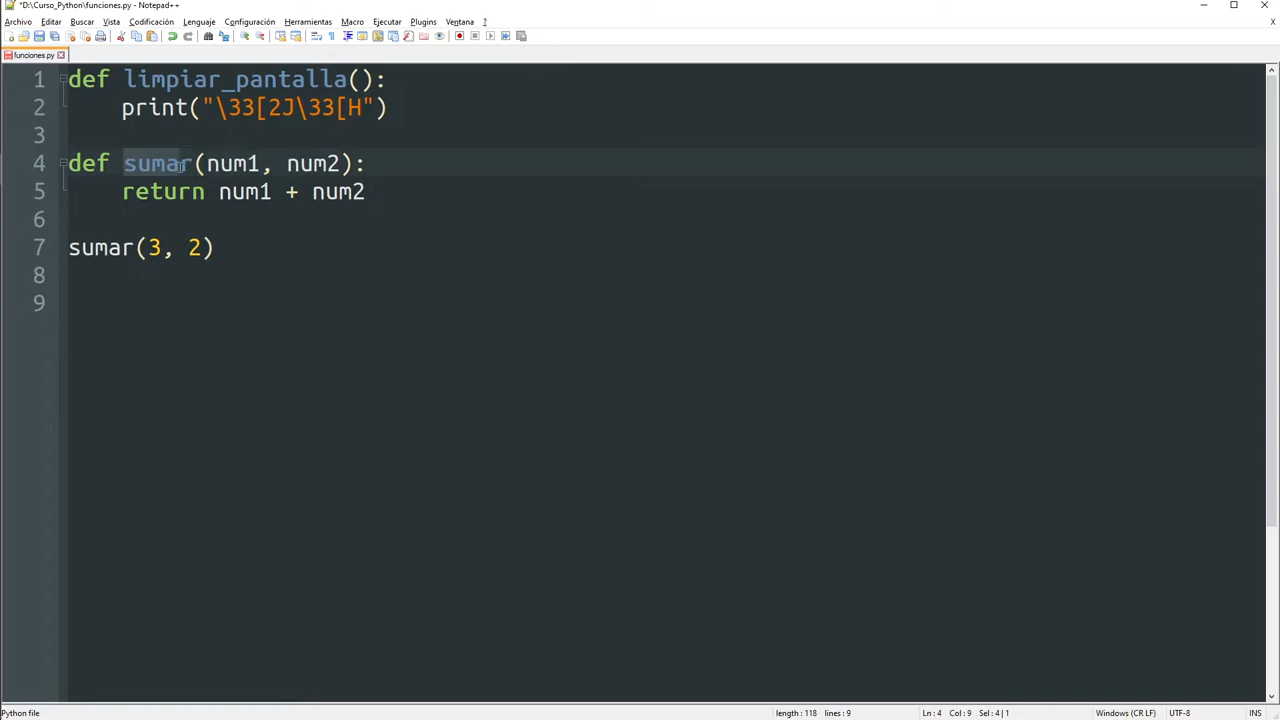 *D:\Curso_Python\funciones.py - Notepad++
Archivo Editar Buscar Vista Codificación Lenguaje Configuración Herramientas Macro Ejecutar Plugins Ventana ? X
funciones.py
1 def limpiar_pantalla():
2     print("\33[2J\33[H")
3
4 def sumar(num1, num2):
5     return num1 + num2
6
7 sumar(3, 2)
8
9
Python file length : 118 lines : 9 Ln : 4 Col : 9 Sel : 4 | 1 Windows (CR LF) UTF-8 INS